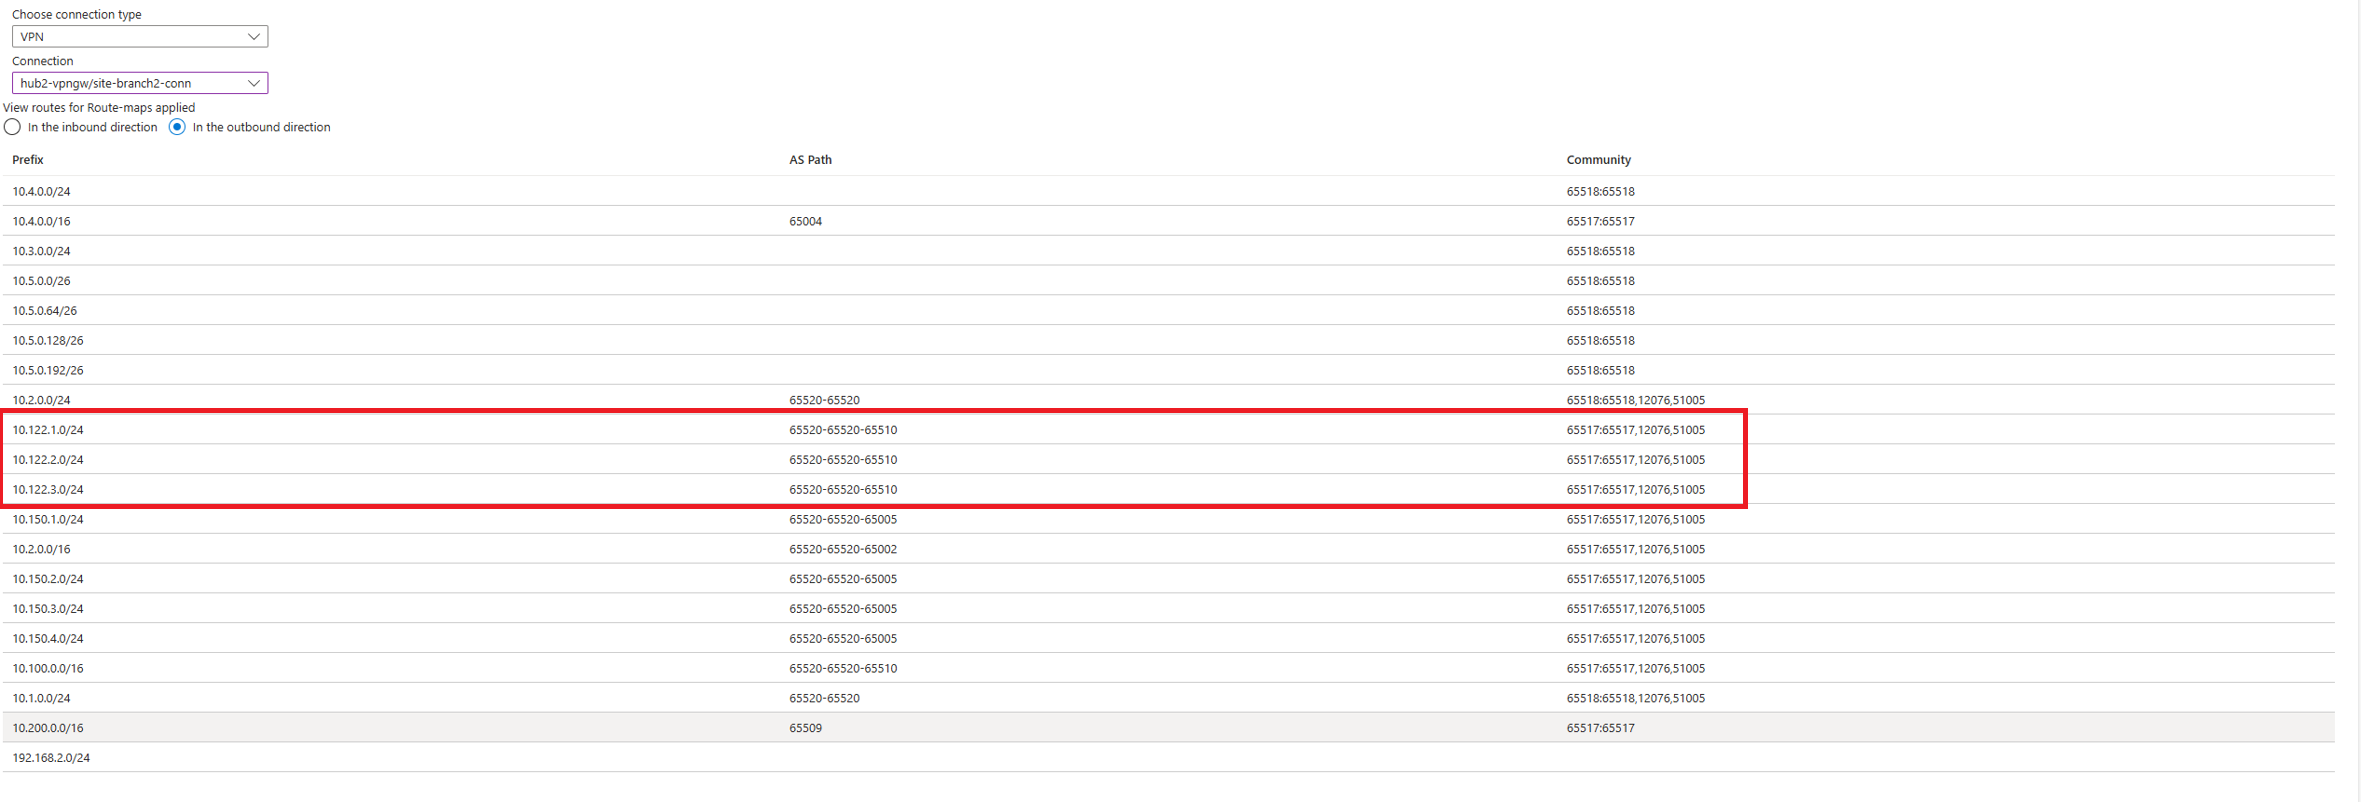 Choose connection type
VPN
Connection
hub2-vpngw/site-branch2-conn
View routes for Route-maps applied
In the inbound direction In the outbound direction
Prefix AS Path Community
10.4.0.0/24 65518:65518
10.4.0.0/16 65004 65517:65517
10.3.0.0/24 65518:65518
10.5.0.0/26 65518:65518
10.5.0.64/26 65518:65518
10.5.0.128/26 65518:65518
10.5.0.192/26 65518:65518
10.2.0.0/24 65520-65520 65518:65518,12076,51005
10.122.1.0/24 65520-65520-65510 65517:65517,12076,51005
10.122.2.0/24 65520-65520-65510 65517:65517,12076,51005
10.122.3.0/24 65520-65520-65510 65517:65517,12076,51005
10.150.1.0/24 65520-65520-65005 65517:65517,12076,51005
10.2.0.0/16 65520-65520-65002 65517:65517,12076,51005
10.150.2.0/24 65520-65520-65005 65517:65517,12076,51005
10.150.3.0/24 65520-65520-65005 65517:65517,12076,51005
10.150.4.0/24 65520-65520-65005 65517:65517,12076,51005
10.100.0.0/16 65520-65520-65510 65517:65517,12076,51005
10.1.0.0/24 65520-65520 65518:65518,12076,51005
10.200.0.0/16 65509 65517:65517
192.168.2.0/24